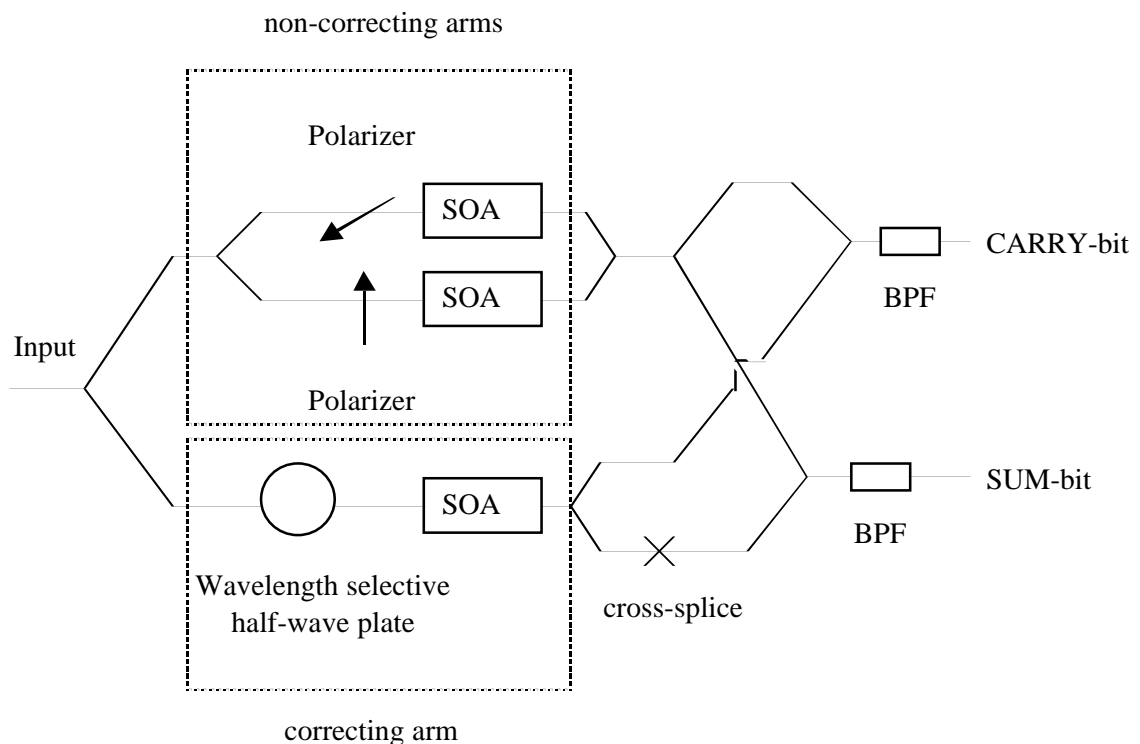 non-correcting arms
Polarizer
SOA
SOA
CARRY-bit
BPF
Input
Polarizer
SOA
SUM-bit
BPF
Wavelength selective
half-wave plate
cross-splice
correcting arm